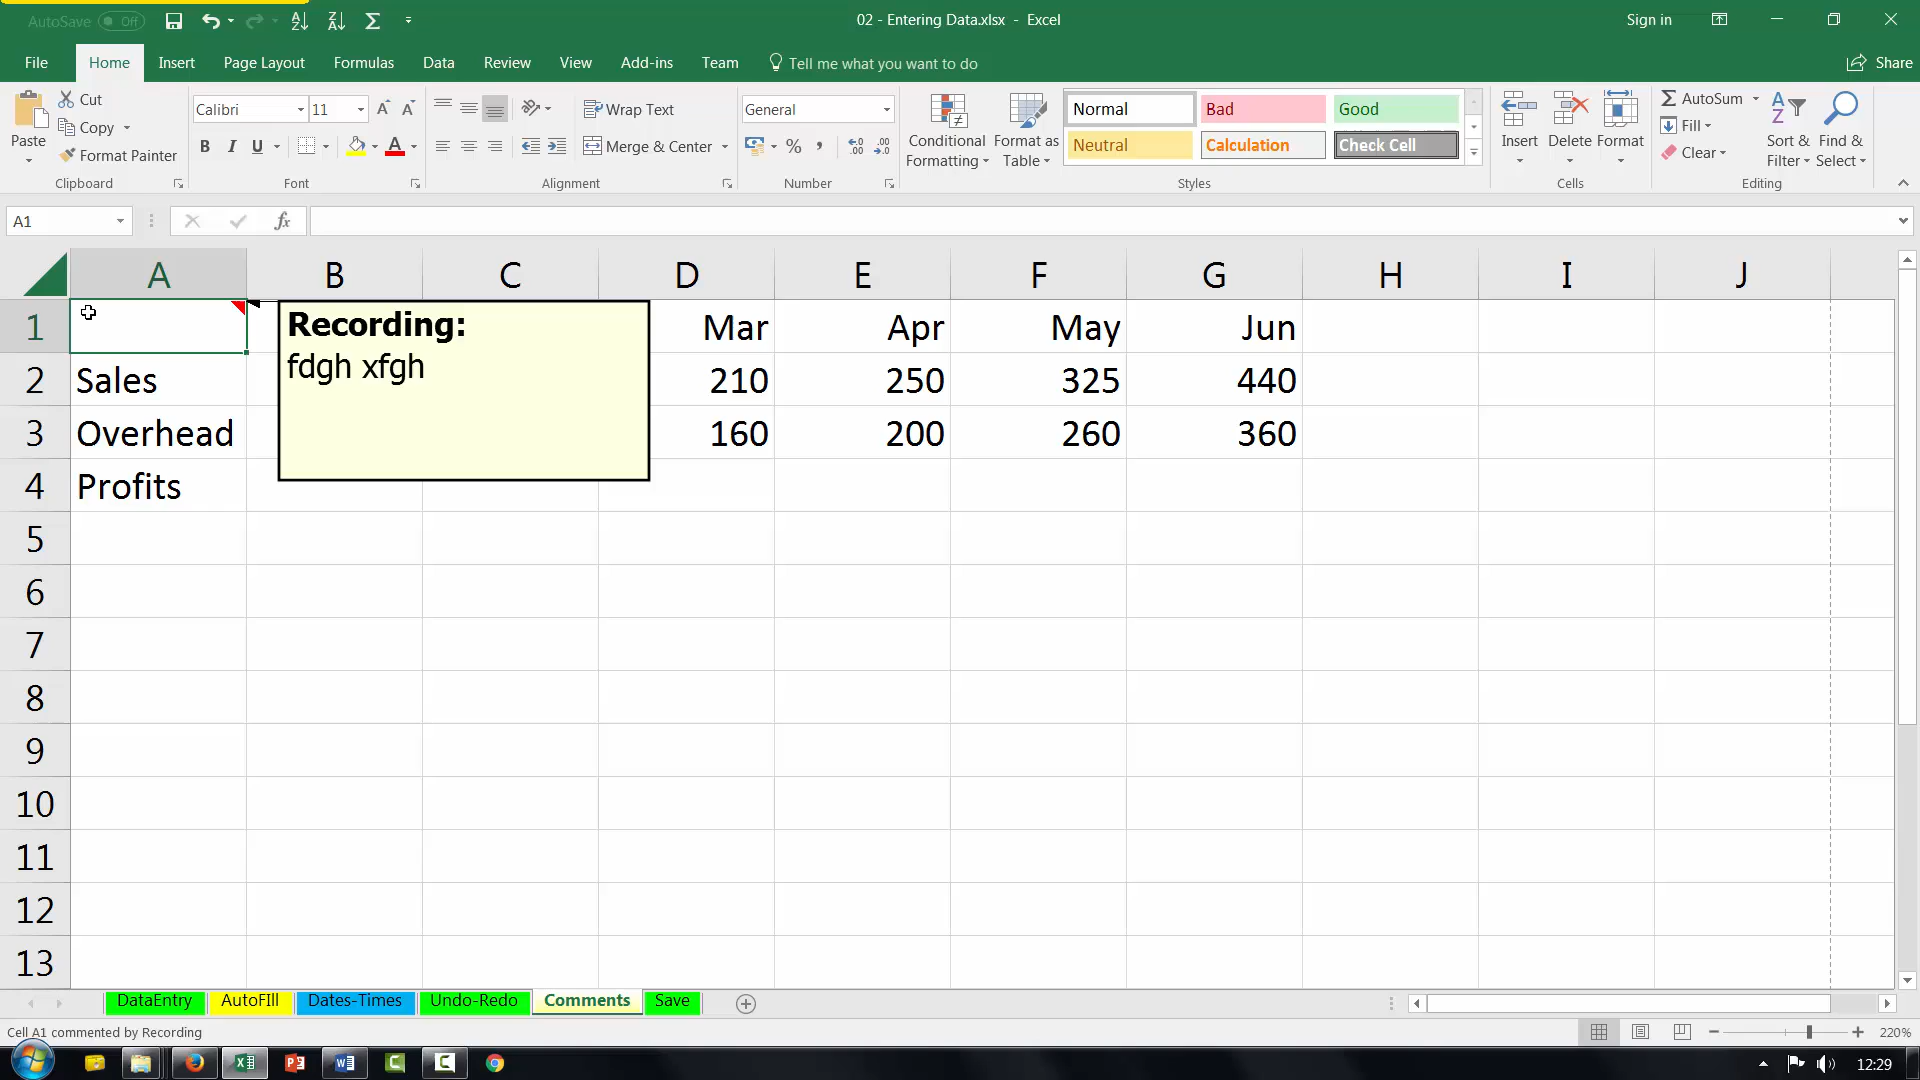 AutoSave Off
02 - Entering Data.xlsx - Excel
Sign in
File Home Insert Page Layout Formulas Data Review View Add-ins Team Tell me what you want to do Share
Paste
Cut
Copy
Format Painter
Clipboard
Calibri 11
B I U
Font
Wrap Text
Merge & Center
Alignment
General
Number
Conditional Formatting
Format as Table
Normal Bad Good
Neutral Calculation Check Cell
Styles
Insert Delete Format
Cells
AutoSum
Fill
Clear
Sort & Filter
Find & Select
Editing
A1 fx
A B C D E F G H I J
1 Mar Apr May Jun
2 Sales 210 250 325 440
3 Overhead 160 200 260 360
4 Profits
5
6
7
8
9
10
11
12
13
Recording:
fdgh xfgh
DataEntry AutoFIll Dates-Times Undo-Redo Comments Save
Cell A1 commented by Recording
220%
12:29